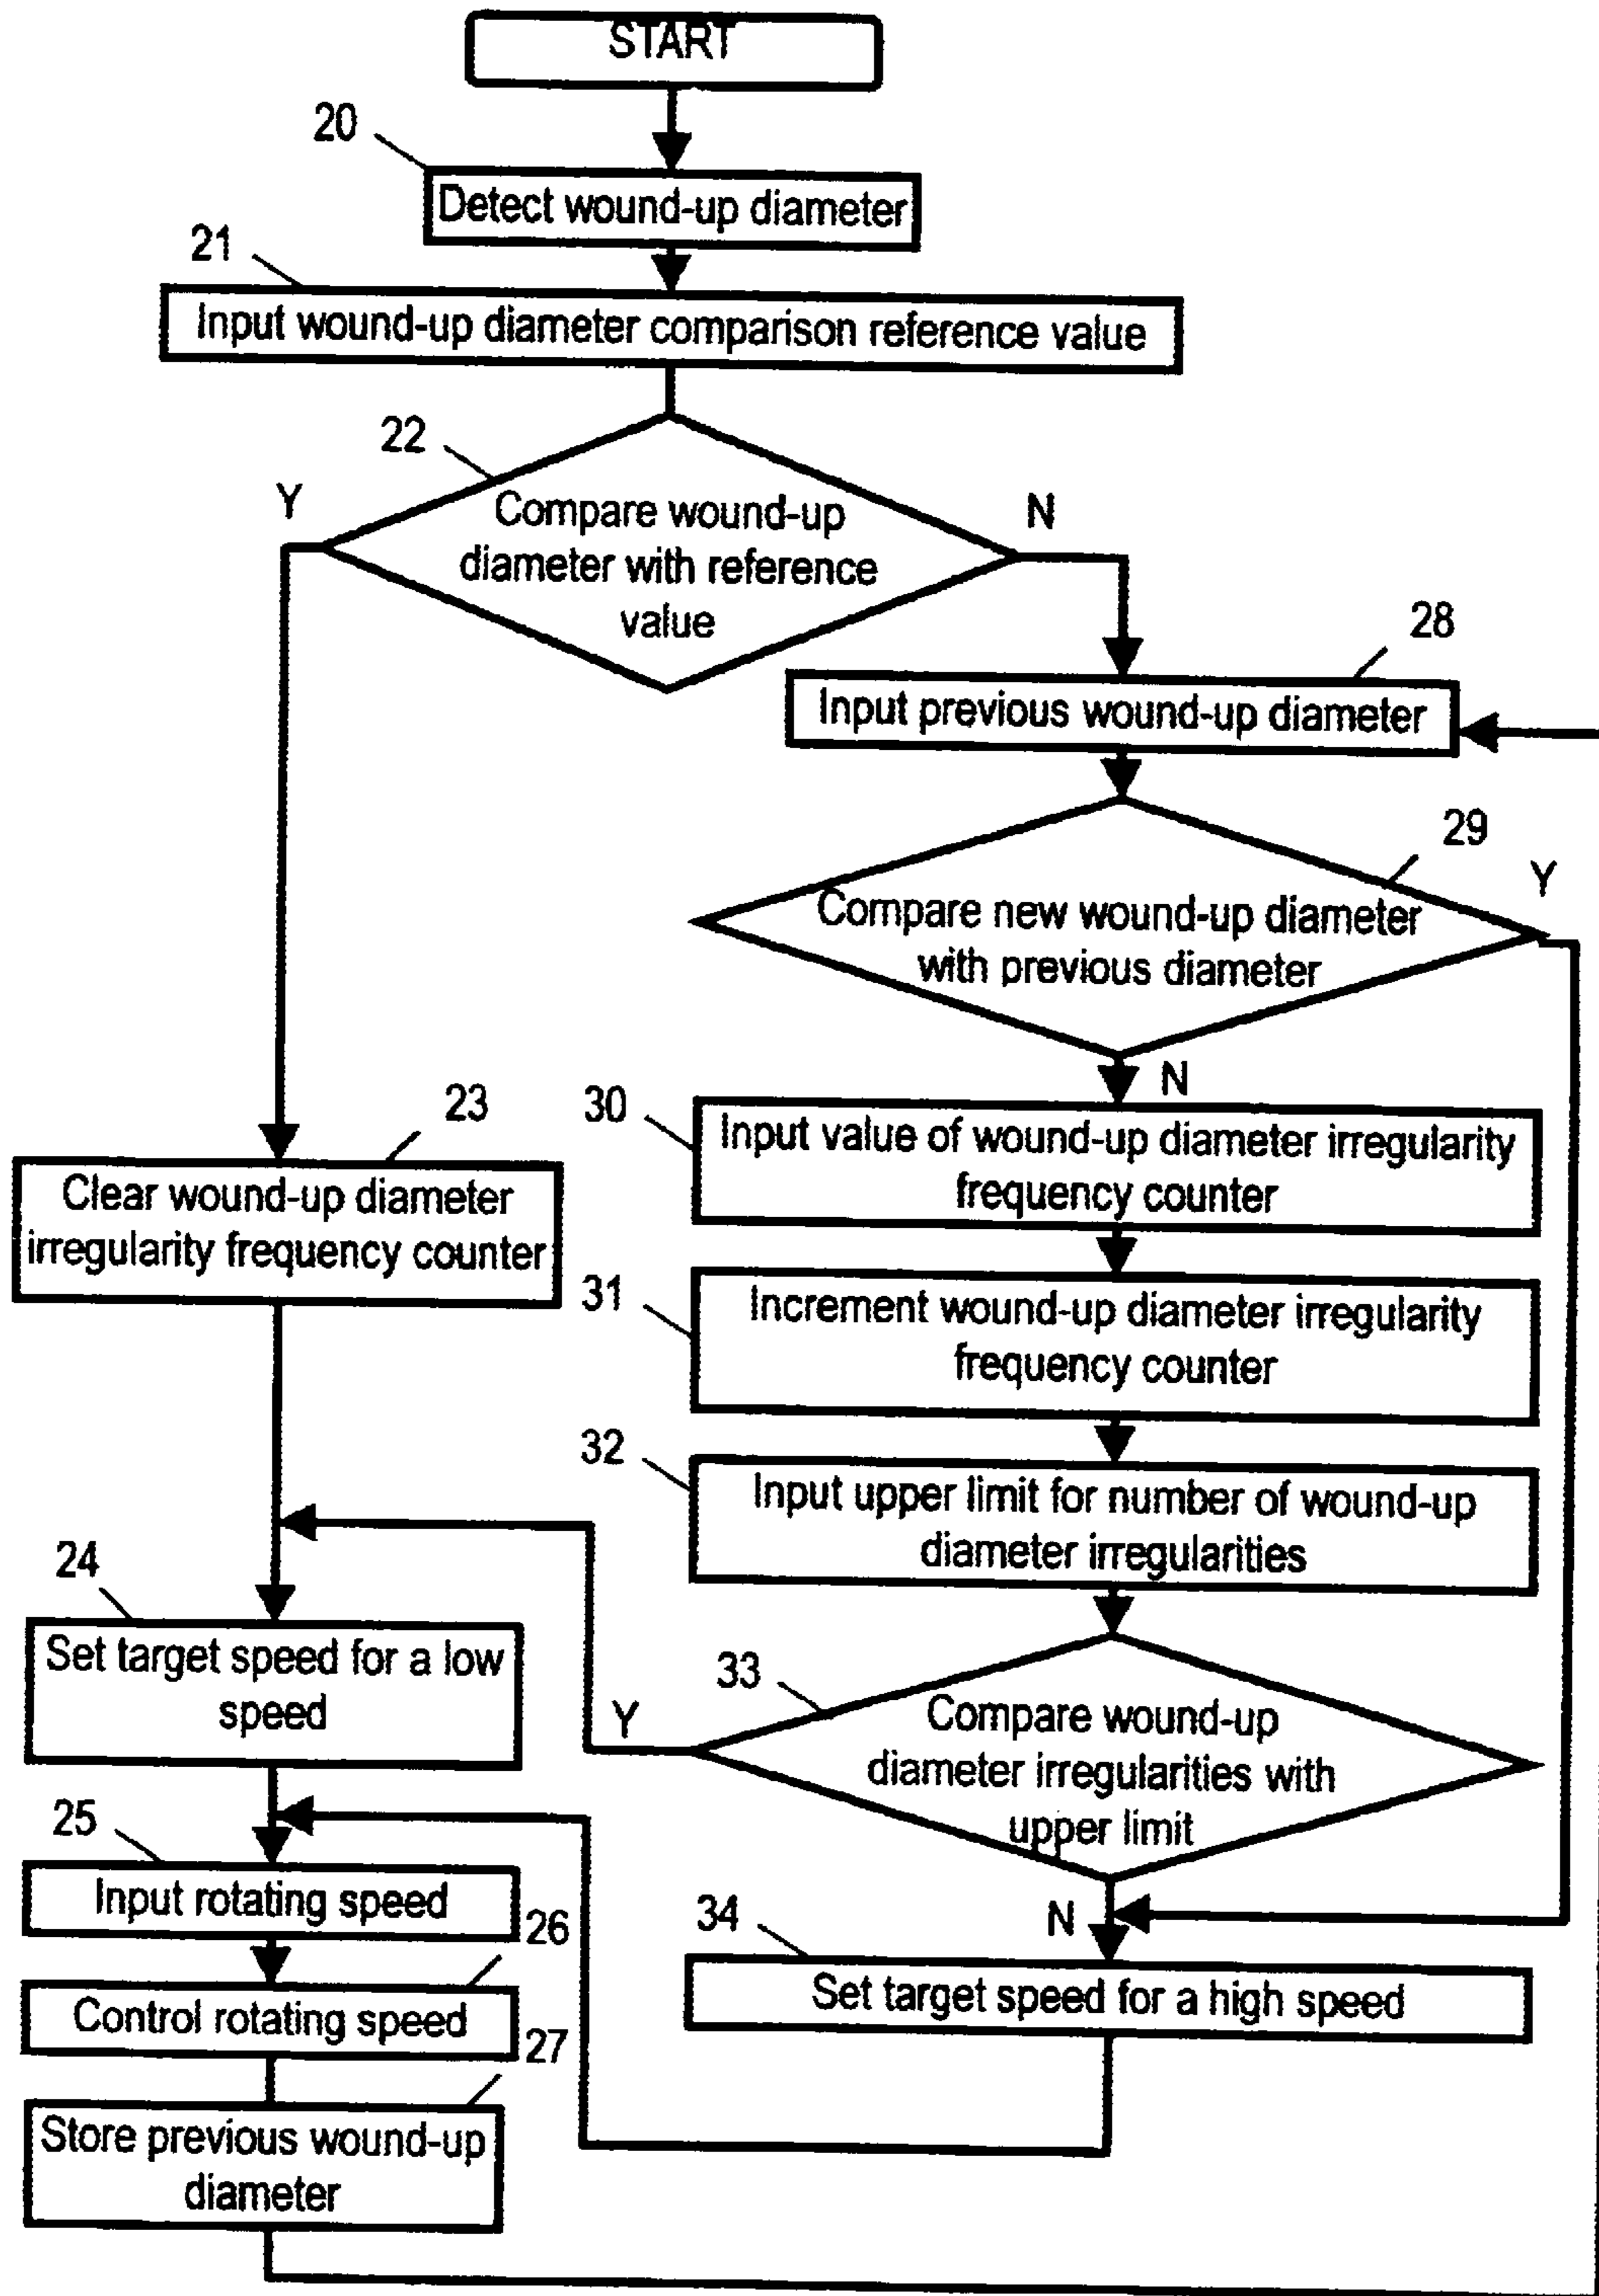 START
20
Detect wound-up diameter
21
Input wound-up diameter comparison reference value
22
Y
N
Compare wound-up
diameter with reference
value
28
Input previous wound-up diameter
29
Y
Compare new wound-up diameter
with previous diameter
N
23
Clear wound-up diameter
irregularity frequency counter
30
Input value of wound-up diameter irregularity
frequency counter
31
Increment wound-up diameter irregularity
frequency counter
32
Input upper limit for number of wound-up
diameter irregularities
24
Set target speed for a low
speed
33
Y
Compare wound-up
diameter irregularities with
upper limit
N
25
Input rotating speed
26
Control rotating speed
27
Store previous wound-up
diameter
34
Set target speed for a high speed